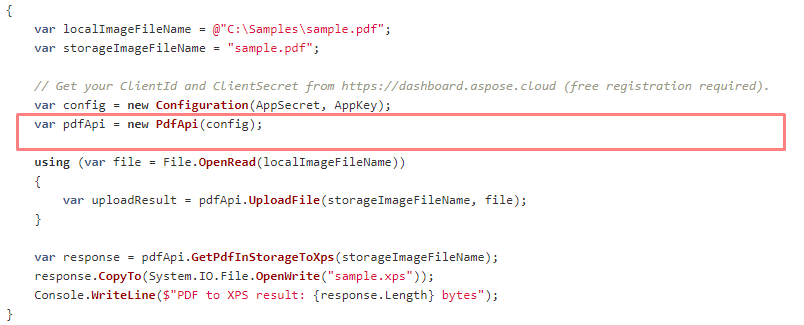 {
var localImageFileName = @"C:\Samples\sample.pdf";
var storageImageFileName = "sample.pdf";
// Get your ClientId and ClientSecret from https://dashboard.aspose.cloud (free registration required).
var config = new Configuration(AppSecret, AppKey);
var pdfApi = new PdfApi(config);
using (var file = File.OpenRead(localImageFileName))
{
var uploadResult = pdfApi.UploadFile(storageImageFileName, file);
}
var response = pdfApi.GetPdfInStorageToXps(storageImageFileName);
response.CopyTo(System.IO.File.OpenWrite("sample.xps"));
Console.WriteLine($"PDF to XPS result: {response.Length} bytes");
}